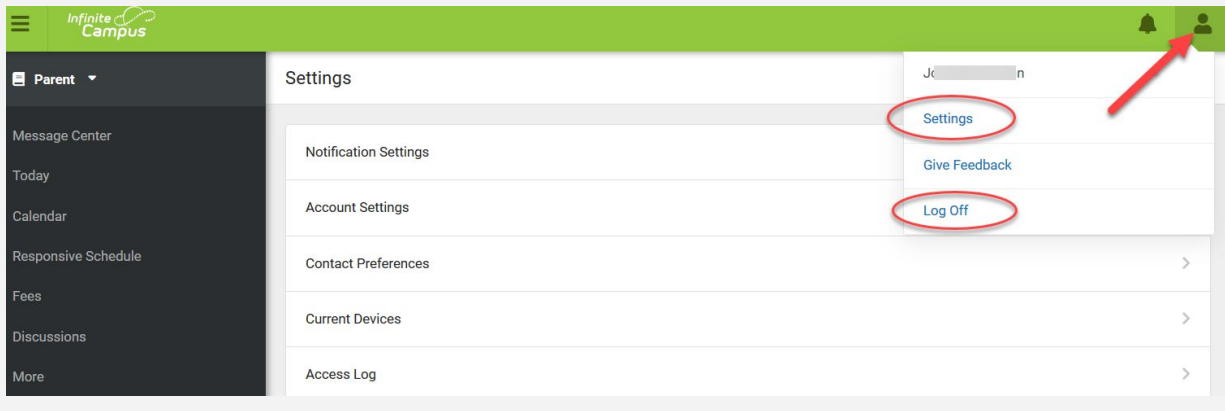 Infinite
Campus
Parent
Message Center
Today
Calendar
Responsive Schedule
Fees
Discussions
More
Settings
Notification Settings
Account Settings
Contact Preferences
Current Devices
Access Log
Settings
Give Feedback
Log Off